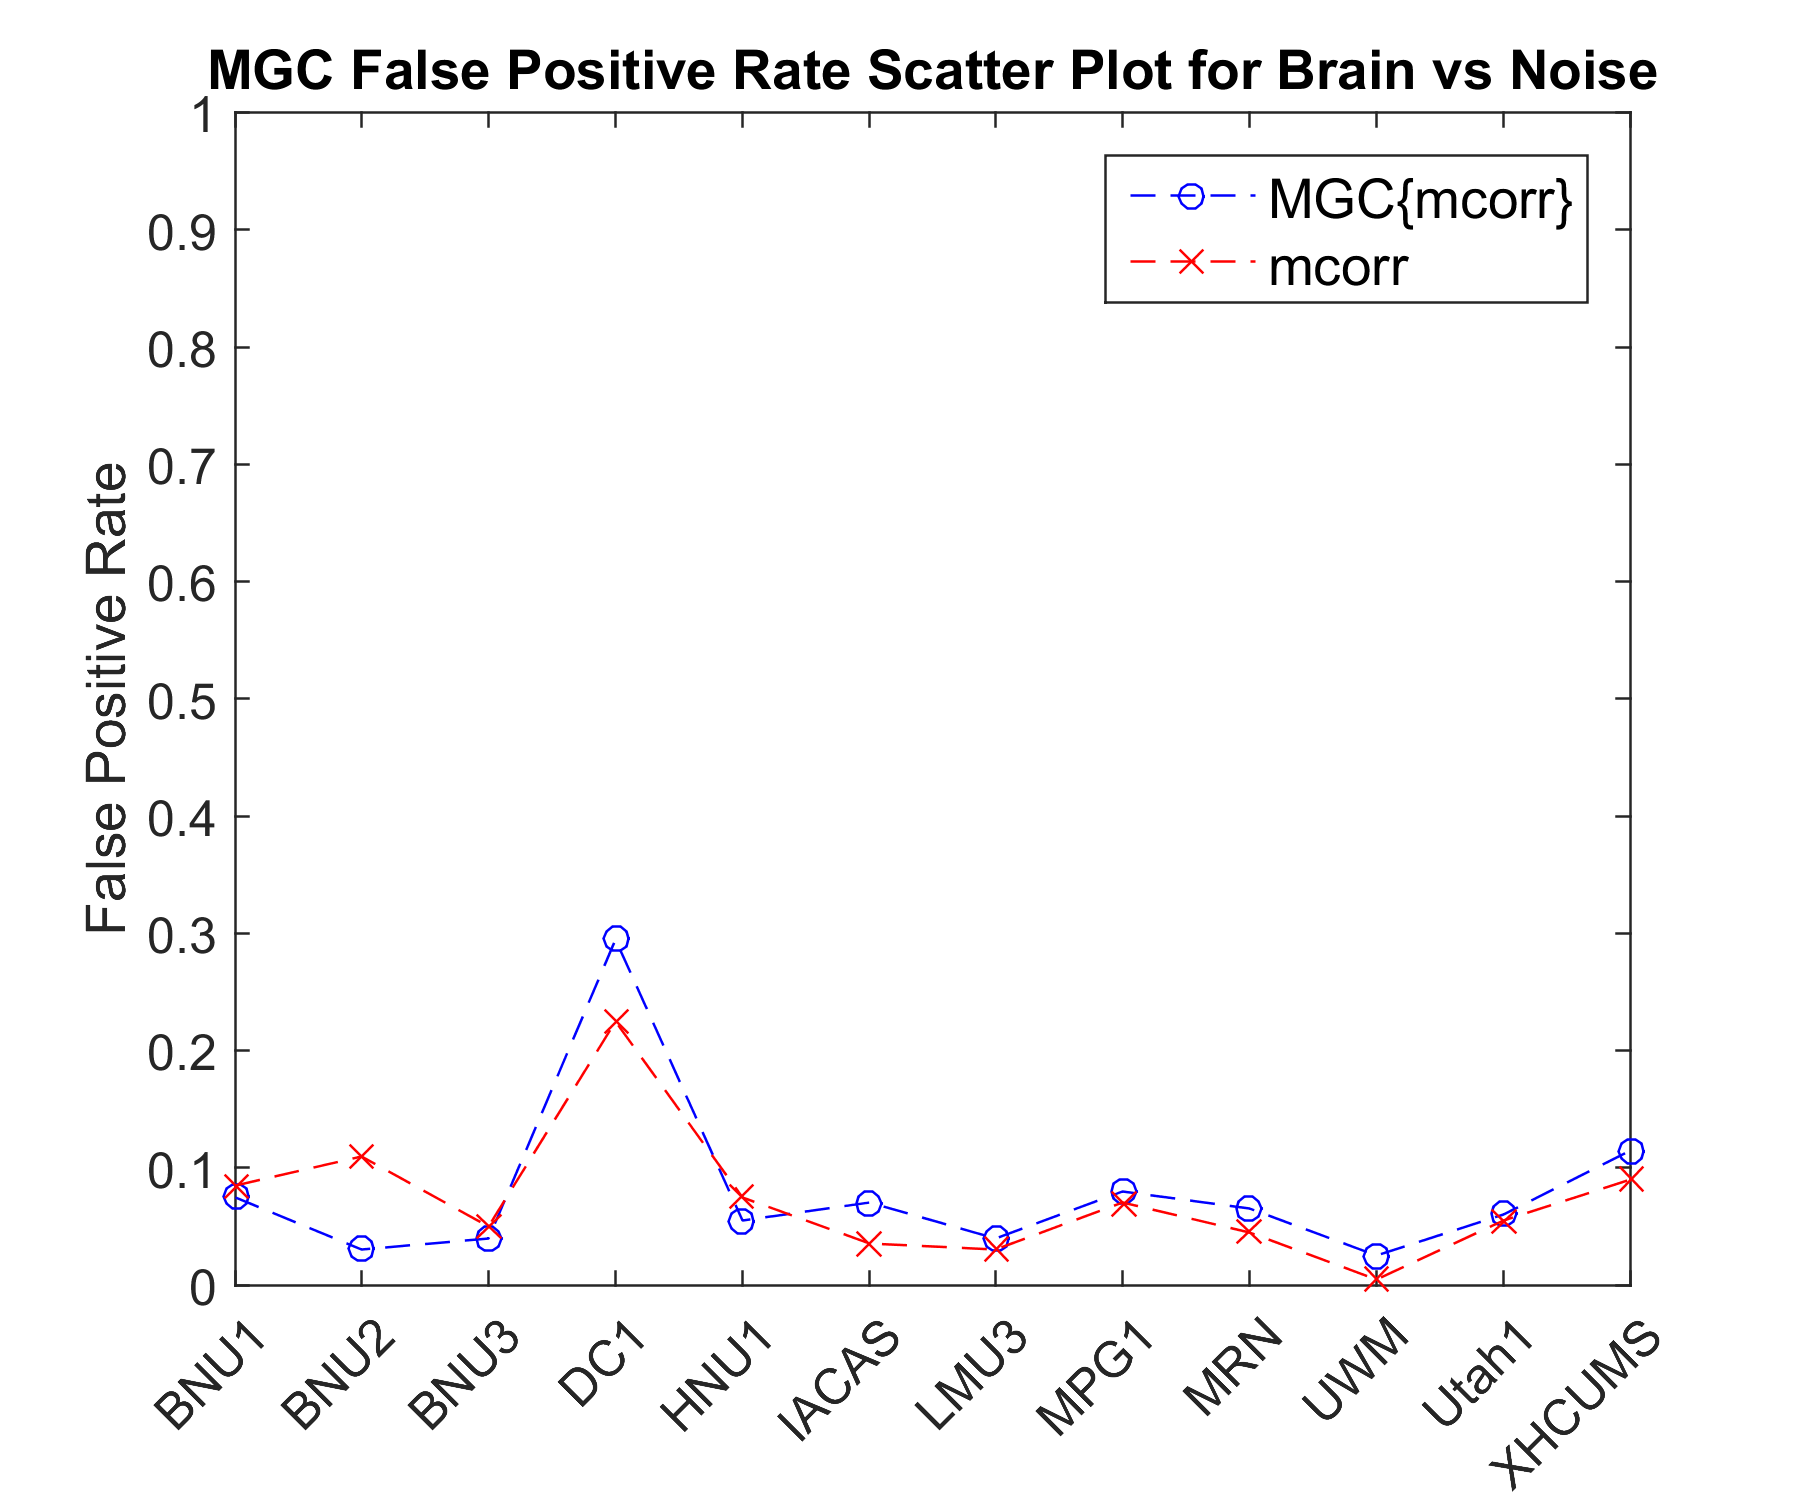 MGC False Positive Rate Scatter Plot for Brain vs Noise
MGC{mcorr}
mcorr
False Positive Rate
1
0.9
0.8
0.7
0.6
0.5
0.4
0.3
0.2
0.1
0
BNU1
BNU2
BNU3
DC1
HNU1
IACAS
LMU3
MPG1
MRN
UWM
Utah1
XHCUMS